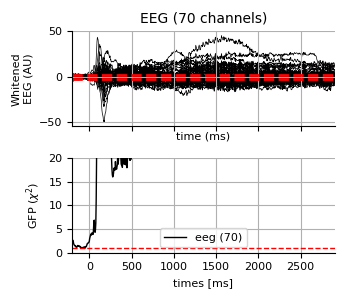 EEG (70 channels)
Whitened
EEG (AU)
50
0
−50
time (ms)
GFP (χ²)
20
15
10
5
0
eeg (70)
0 500 1000 1500 2000 2500
times [ms]